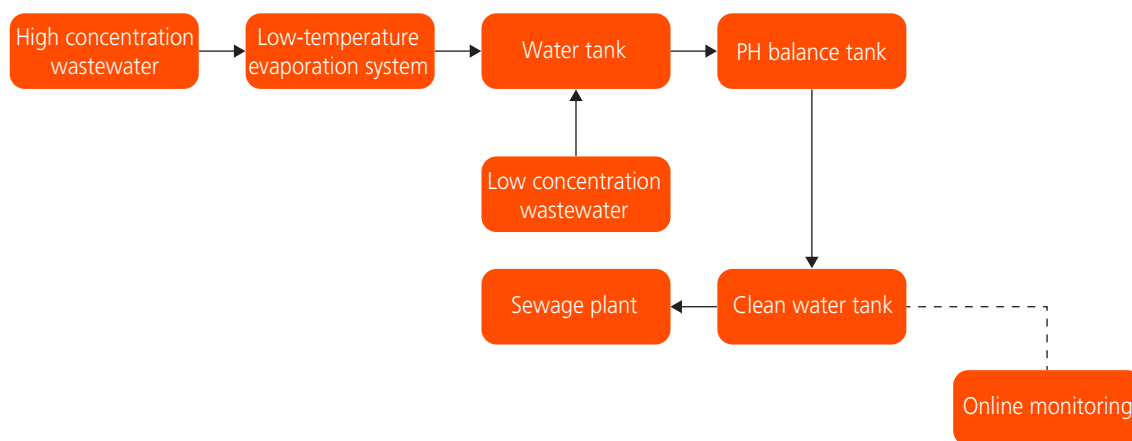 High concentration
wastewater
Low-temperature
evaporation system
Water tank
PH balance tank
Low concentration
wastewater
Sewage plant
Clean water tank
Online monitoring